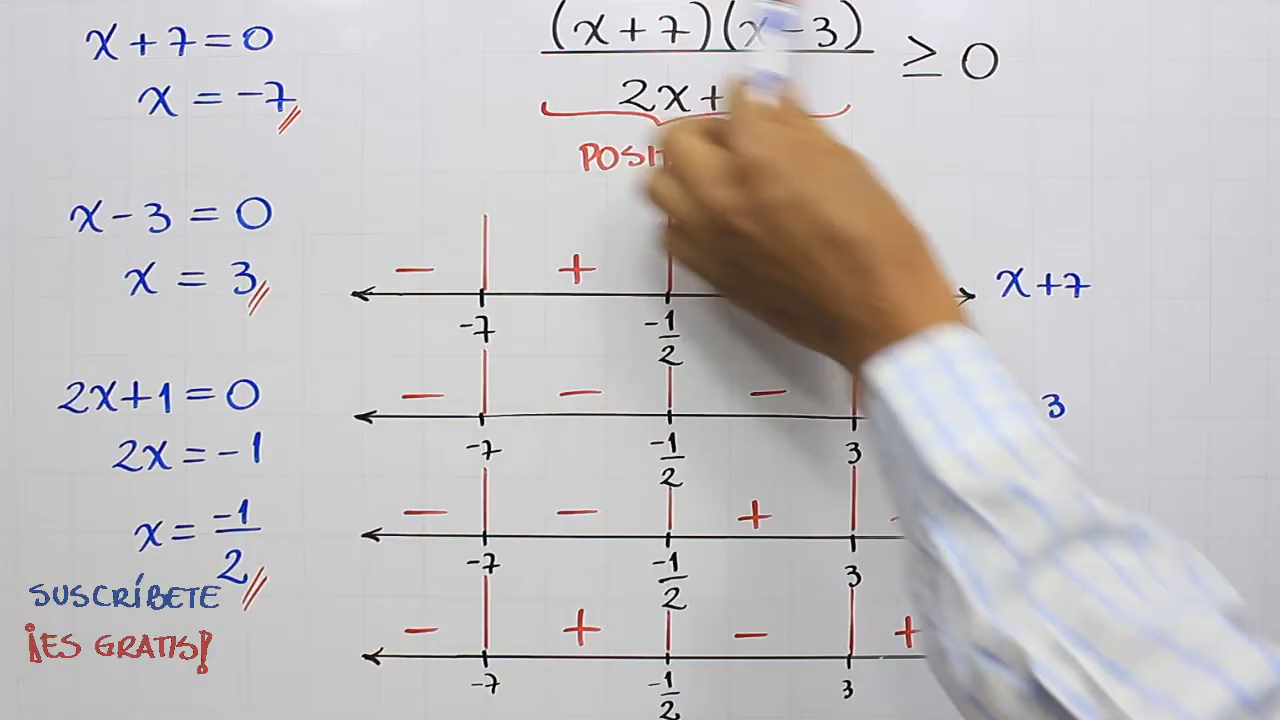 x + 7 = 0
x = -7
x - 3 = 0
x = 3
2x + 1 = 0
2x = -1
x = -1/2
SUSCRÍBETE
¡ES GRATIS!
(x + 7)(x - 3)
2x +
≥ 0
- + x + 7
-7 -1/2
- - - 3
-7 -1/2 3
- - +
-7 -1/2 3
- + - +
-7 -1/2 3